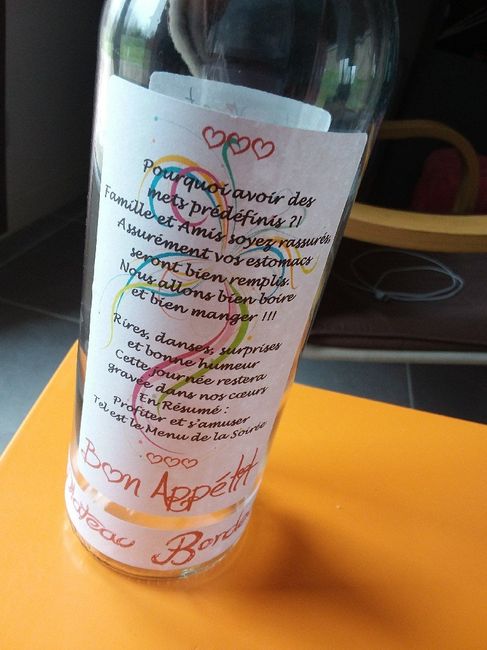 Pourquoi avoir des
mets prédéfinis ?!
Famille et Amis soyez rassurés,
Assurément vos estomacs
seront bien remplis.
Nous allons bien boire
et bien manger !!!
Rires, danses, surprises
et bonne humeur
Cette journée restera
gravée dans nos cœurs
En Résumé :
Profiter et s'amuser
Tel est le Menu de la Soirée
Bon Appétit